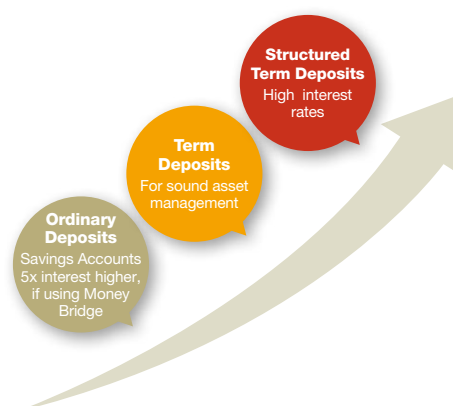 Structured
Term Deposits
High interest
rates
Term
Deposits
For sound asset
management
Ordinary
Deposits
Savings Accounts
5x interest higher,
if using Money
Bridge